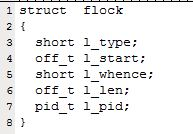 1 struct  flock
2 {
3   short l_type;
4   off_t l_start;
5   short l_whence;
6   off_t l_len;
7   pid_t l_pid;
8 }